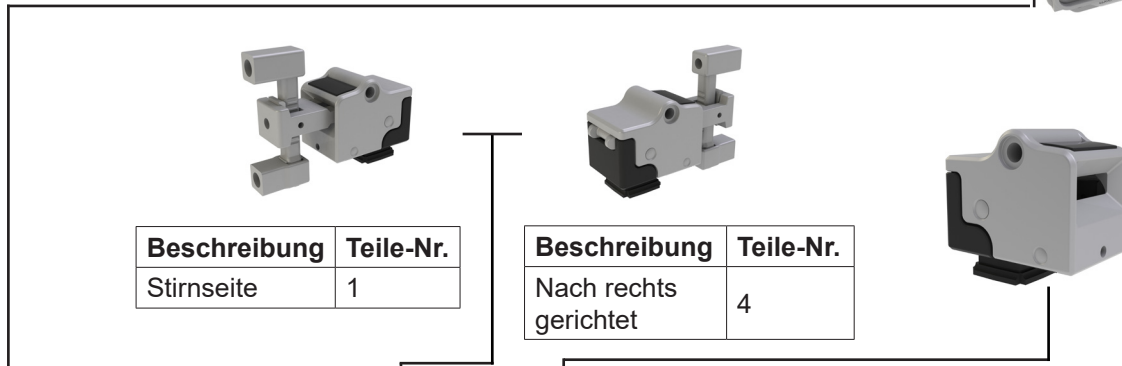 Beschreibung Teile-Nr.
Stirnseite 1
Beschreibung Teile-Nr.
Nach rechts
gerichtet 4